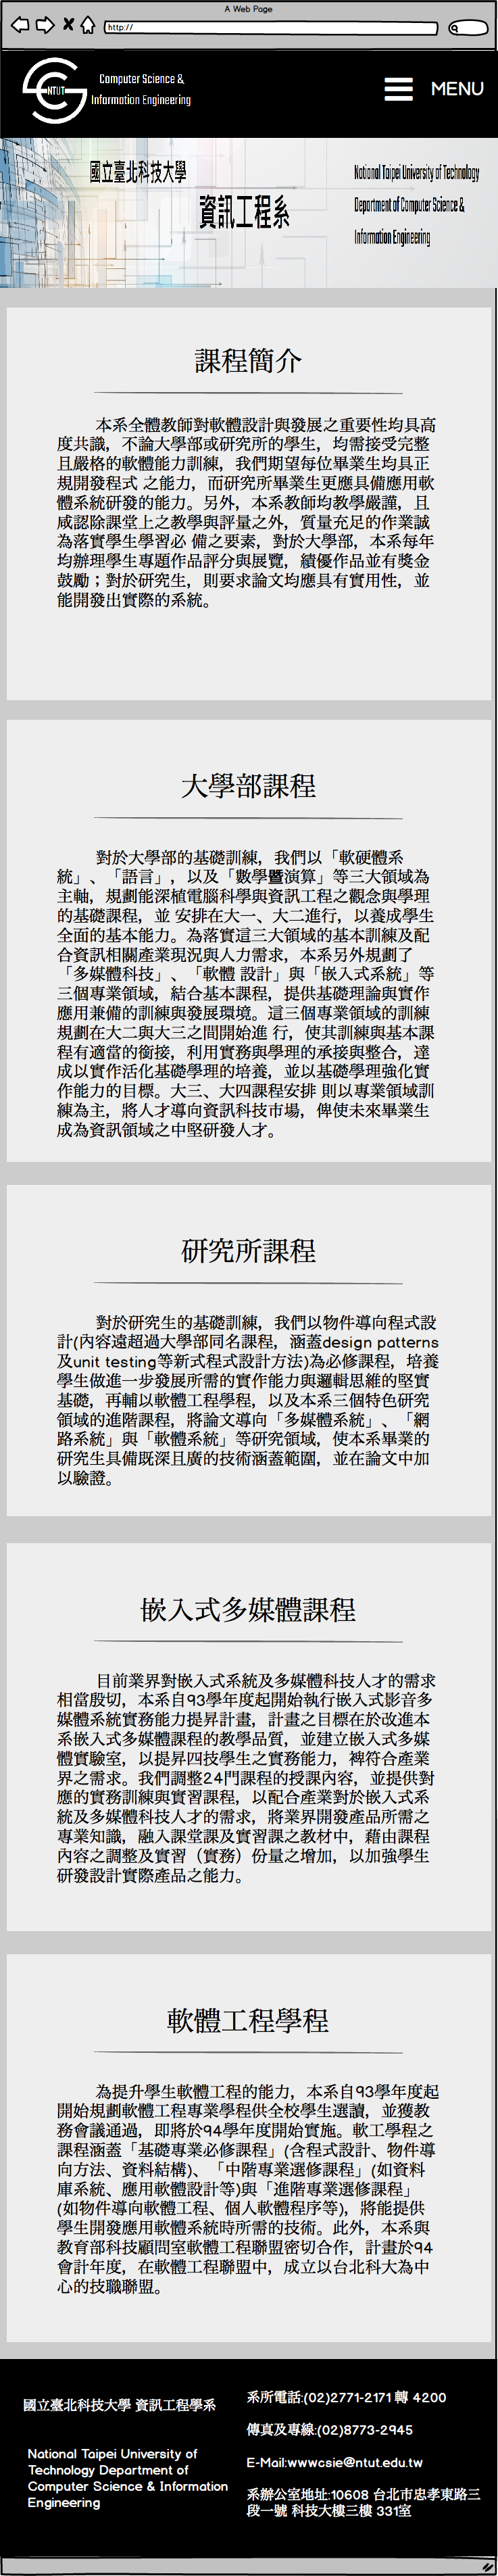 A Web Page
http://
NTUT
Computer Science &
Information Engineering
MENU
國立臺北科技大學
資訊工程系
National Taipei University of Technology
Department of Computer Science &
Information Engineering
課程簡介
本系全體教師對軟體設計與發展之重要性均具高
度共識，不論大學部或研究所的學生，均需接受完整
且嚴格的軟體能力訓練，我們期望每位畢業生均具正
規開發程式 之能力，而研究所畢業生更應具備應用軟
體系統研發的能力。另外，本系教師均教學嚴謹，且
咸認除課堂上之教學與評量之外，質量充足的作業誠
為落實學生學習必 備之要素，對於大學部，本系每年
均辦理學生專題作品評分與展覽，績優作品並有獎金
鼓勵；對於研究生，則要求論文均應具有實用性，並
能開發出實際的系統。
大學部課程
對於大學部的基礎訓練，我們以「軟硬體系
統」、「語言」，以及「數學暨演算」等三大領域為
主軸，規劃能深植電腦科學與資訊工程之觀念與學理
的基礎課程，並 安排在大一、大二進行，以養成學生
全面的基本能力。為落實這三大領域的基本訓練及配
合資訊相關產業現況與人力需求，本系另外規劃了
「多媒體科技」、「軟體 設計」與「嵌入式系統」等
三個專業領域，結合基本課程，提供基礎理論與實作
應用兼備的訓練與發展環境。這三個專業領域的訓練
規劃在大二與大三之間開始進 行，使其訓練與基本課
程有適當的銜接，利用實務與學理的承接與整合，達
成以實作活化基礎學理的培養，並以基礎學理強化實
作能力的目標。大三、大四課程安排 則以專業領域訓
練為主，將人才導向資訊科技市場，俾使未來畢業生
成為資訊領域之中堅研發人才。
研究所課程
對於研究生的基礎訓練，我們以物件導向程式設
計(內容遠超過大學部同名課程，涵蓋design patterns
及unit testing等新式程式設計方法)為必修課程，培養
學生做進一步發展所需的實作能力與邏輯思維的堅實
基礎，再輔以軟體工程學程，以及本系三個特色研究
領域的進階課程，將論文導向「多媒體系統」、「網
路系統」與「軟體系統」等研究領域，使本系畢業的
研究生具備既深且廣的技術涵蓋範圍，並在論文中加
以驗證。
嵌入式多媒體課程
目前業界對嵌入式系統及多媒體科技人才的需求
相當殷切，本系自93學年度起開始執行嵌入式影音多
媒體系統實務能力提昇計畫，計畫之目標在於改進本
系嵌入式多媒體課程的教學品質，並建立嵌入式多媒
體實驗室，以提昇四技學生之實務能力，裨符合產業
界之需求。我們調整24門課程的授課內容，並提供對
應的實務訓練與實習課程，以配合產業對於嵌入式系
統及多媒體科技人才的需求，將業界開發產品所需之
專業知識，融入課堂課及實習課之教材中，藉由課程
內容之調整及實習（實務）份量之增加，以加強學生
研發設計實際產品之能力。
軟體工程學程
為提升學生軟體工程的能力，本系自93學年度起
開始規劃軟體工程專業學程供全校學生選讀，並獲教
務會議通過，即將於94學年度開始實施。軟工學程之
課程涵蓋「基礎專業必修課程」(含程式設計、物件導
向方法、資料結構)、「中階專業選修課程」(如資料
庫系統、應用軟體設計等)與「進階專業選修課程」
(如物件導向軟體工程、個人軟體程序等)，將能提供
學生開發應用軟體系統時所需的技術。此外，本系與
教育部科技顧問室軟體工程聯盟密切合作，計畫於94
會計年度，在軟體工程聯盟中，成立以台北科大為中
心的技職聯盟。
國立臺北科技大學 資訊工程學系
National Taipei University of
Technology Department of
Computer Science & Information
Engineering
系所電話:(02)2771-2171 轉 4200
傳真及專線:(02)8773-2945
E-Mail:wwwcsie@ntut.edu.tw
系辦公室地址:10608 台北市忠孝東路三
段一號 科技大樓三樓 331室